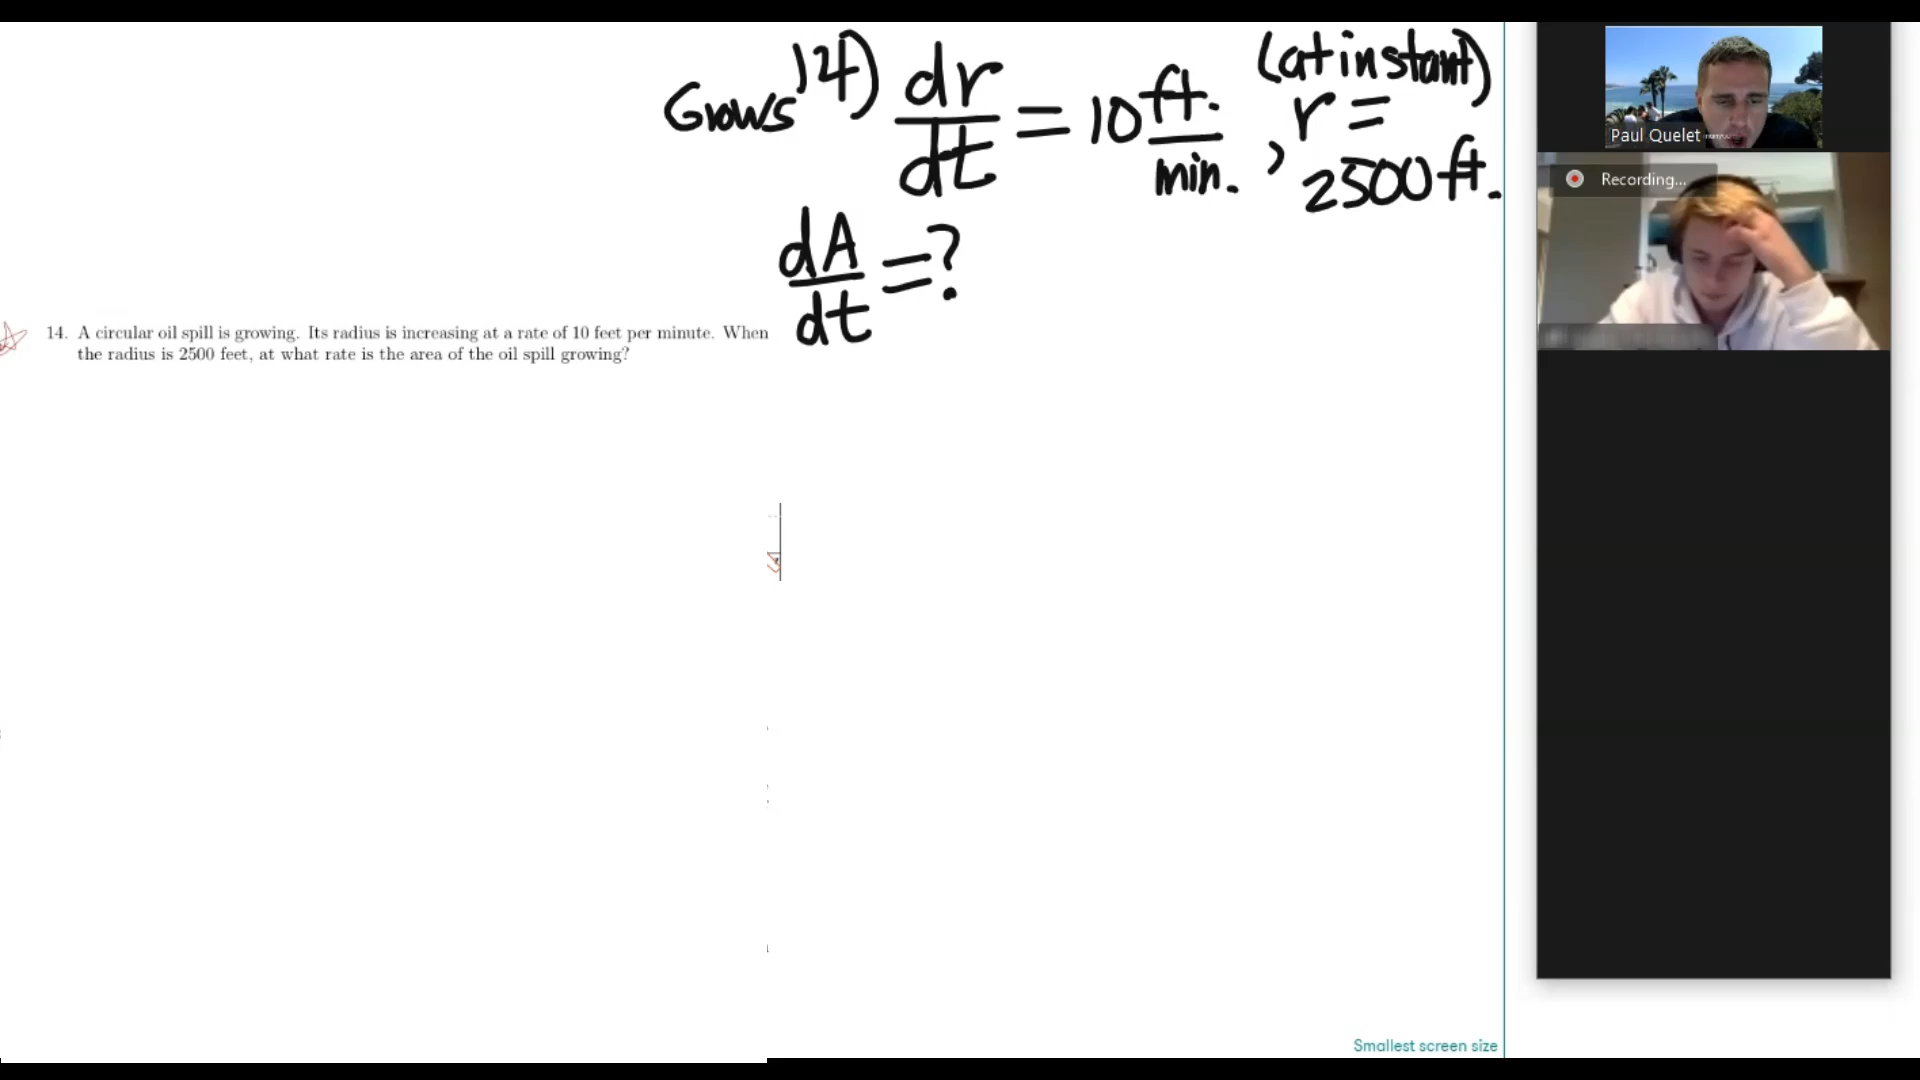 Grows 14) dr/dt = 10 ft./min. , (at instant) r = 2500 ft.
dA/dt = ?
14. A circular oil spill is growing. Its radius is increasing at a rate of 10 feet per minute. When
the radius is 2500 feet, at what rate is the area of the oil spill growing?
Paul Quelet
Recording...
Smallest screen size